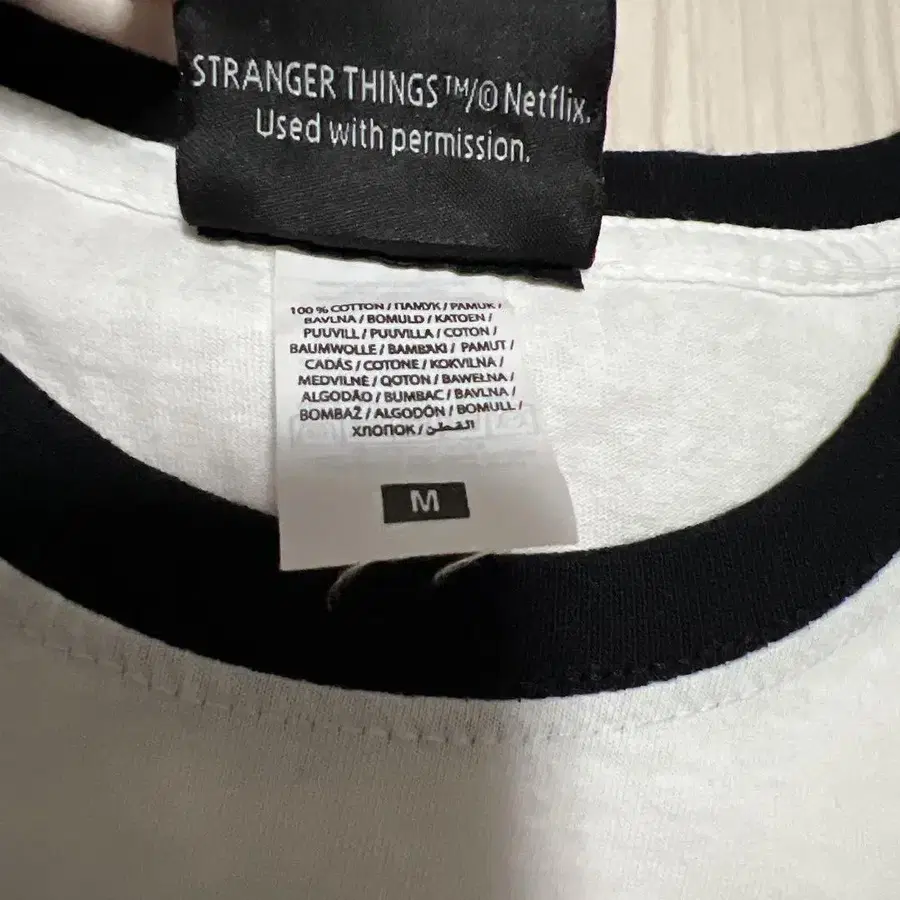 STRANGER THINGS™/© Netflix.
Used with permission.
100 % COTTON / ПАМУК / PAMUK /
BAVLNA / BOMULD / KATOEN /
PUUVILL / PUUVILLA / COTON /
BAUMWOLLE / BAMBAKI / PAMUT /
CADÁS / COTONE / KOKVILNA /
MEDVILNĖ / QOTON / BAWEŁNA /
ALGODÃO / BUMBAC / BAVLNA /
BOMBAŽ / ALGODÓN / BOMULL /
ХЛОПОК / القطن
M